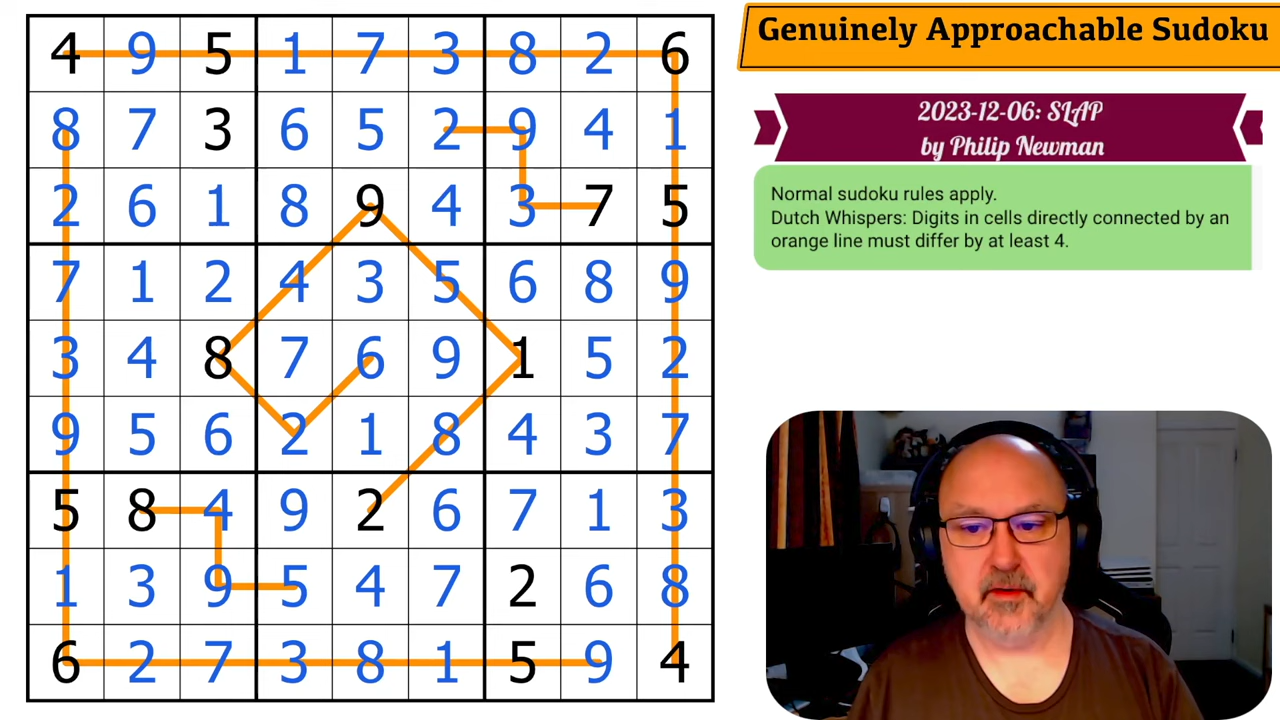 Genuinely Approachable Sudoku
2023-12-06: SLAP
by Philip Newman
Normal sudoku rules apply.
Dutch Whispers: Digits in cells directly connected by an
orange line must differ by at least 4.
4 9 5 1 7 3 8 2 6
8 7 3 6 5 2 9 4 1
2 6 1 8 9 4 3 7 5
7 1 2 4 3 5 6 8 9
3 4 8 7 6 9 1 5 2
9 5 6 2 1 8 4 3 7
5 8 4 9 2 6 7 1 3
1 3 9 5 4 7 2 6 8
6 2 7 3 8 1 5 9 4